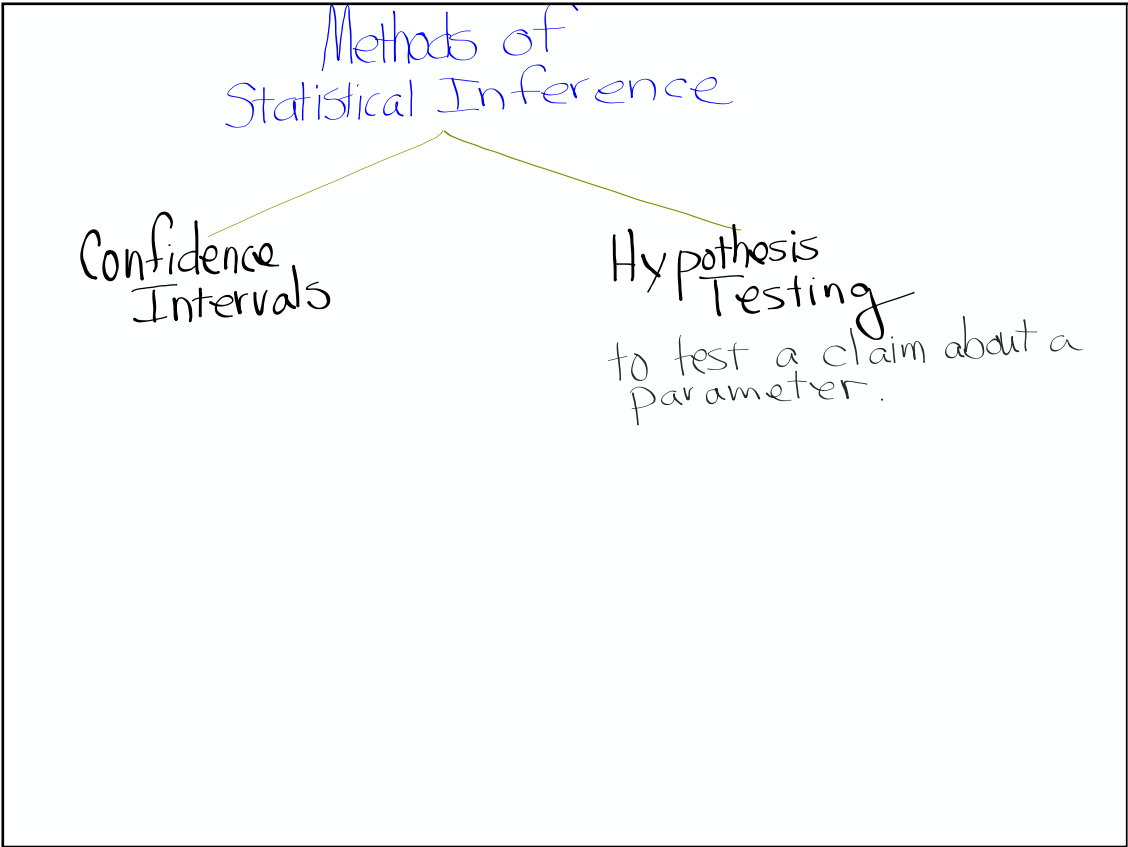 Methods of
Statistical Inference
Confidence
Intervals
Hypothesis
Testing
to test a claim about a
parameter.